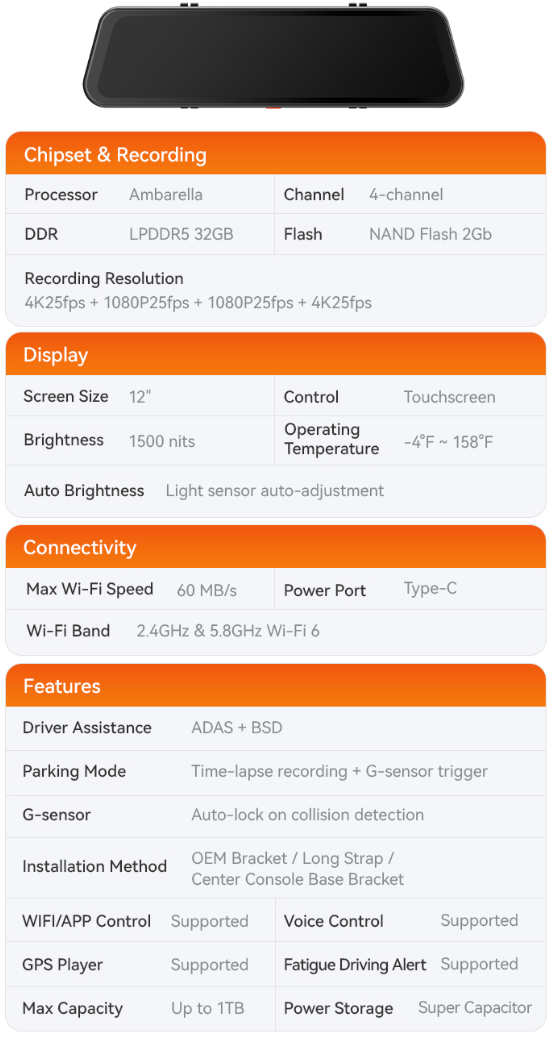 Chipset & Recording
Processor Ambarella Channel 4-channel
DDR LPDDR5 32GB Flash NAND Flash 2Gb
Recording Resolution
4K25fps + 1080P25fps + 1080P25fps + 4K25fps
Display
Screen Size 12" Control Touchscreen
Brightness 1500 nits Operating Temperature -4°F ~ 158°F
Auto Brightness Light sensor auto-adjustment
Connectivity
Max Wi-Fi Speed 60 MB/s Power Port Type-C
Wi-Fi Band 2.4GHz & 5.8GHz Wi-Fi 6
Features
Driver Assistance ADAS + BSD
Parking Mode Time-lapse recording + G-sensor trigger
G-sensor Auto-lock on collision detection
Installation Method OEM Bracket / Long Strap /
Center Console Base Bracket
WIFI/APP Control Supported Voice Control Supported
GPS Player Supported Fatigue Driving Alert Supported
Max Capacity Up to 1TB Power Storage Super Capacitor